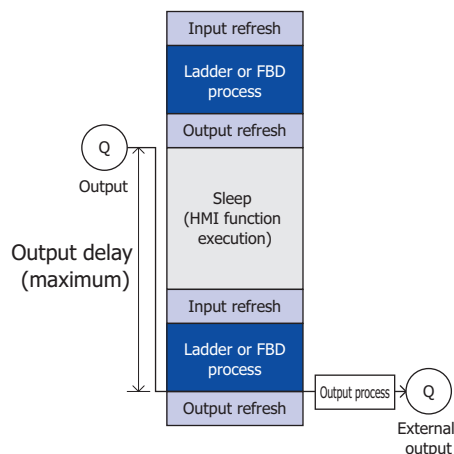 Input refresh
Ladder or FBD
process
Output refresh
Q
Output
Sleep
(HMI function
execution)
Output delay
(maximum)
Input refresh
Ladder or FBD
process
Output refresh
Output process
Q
External
output